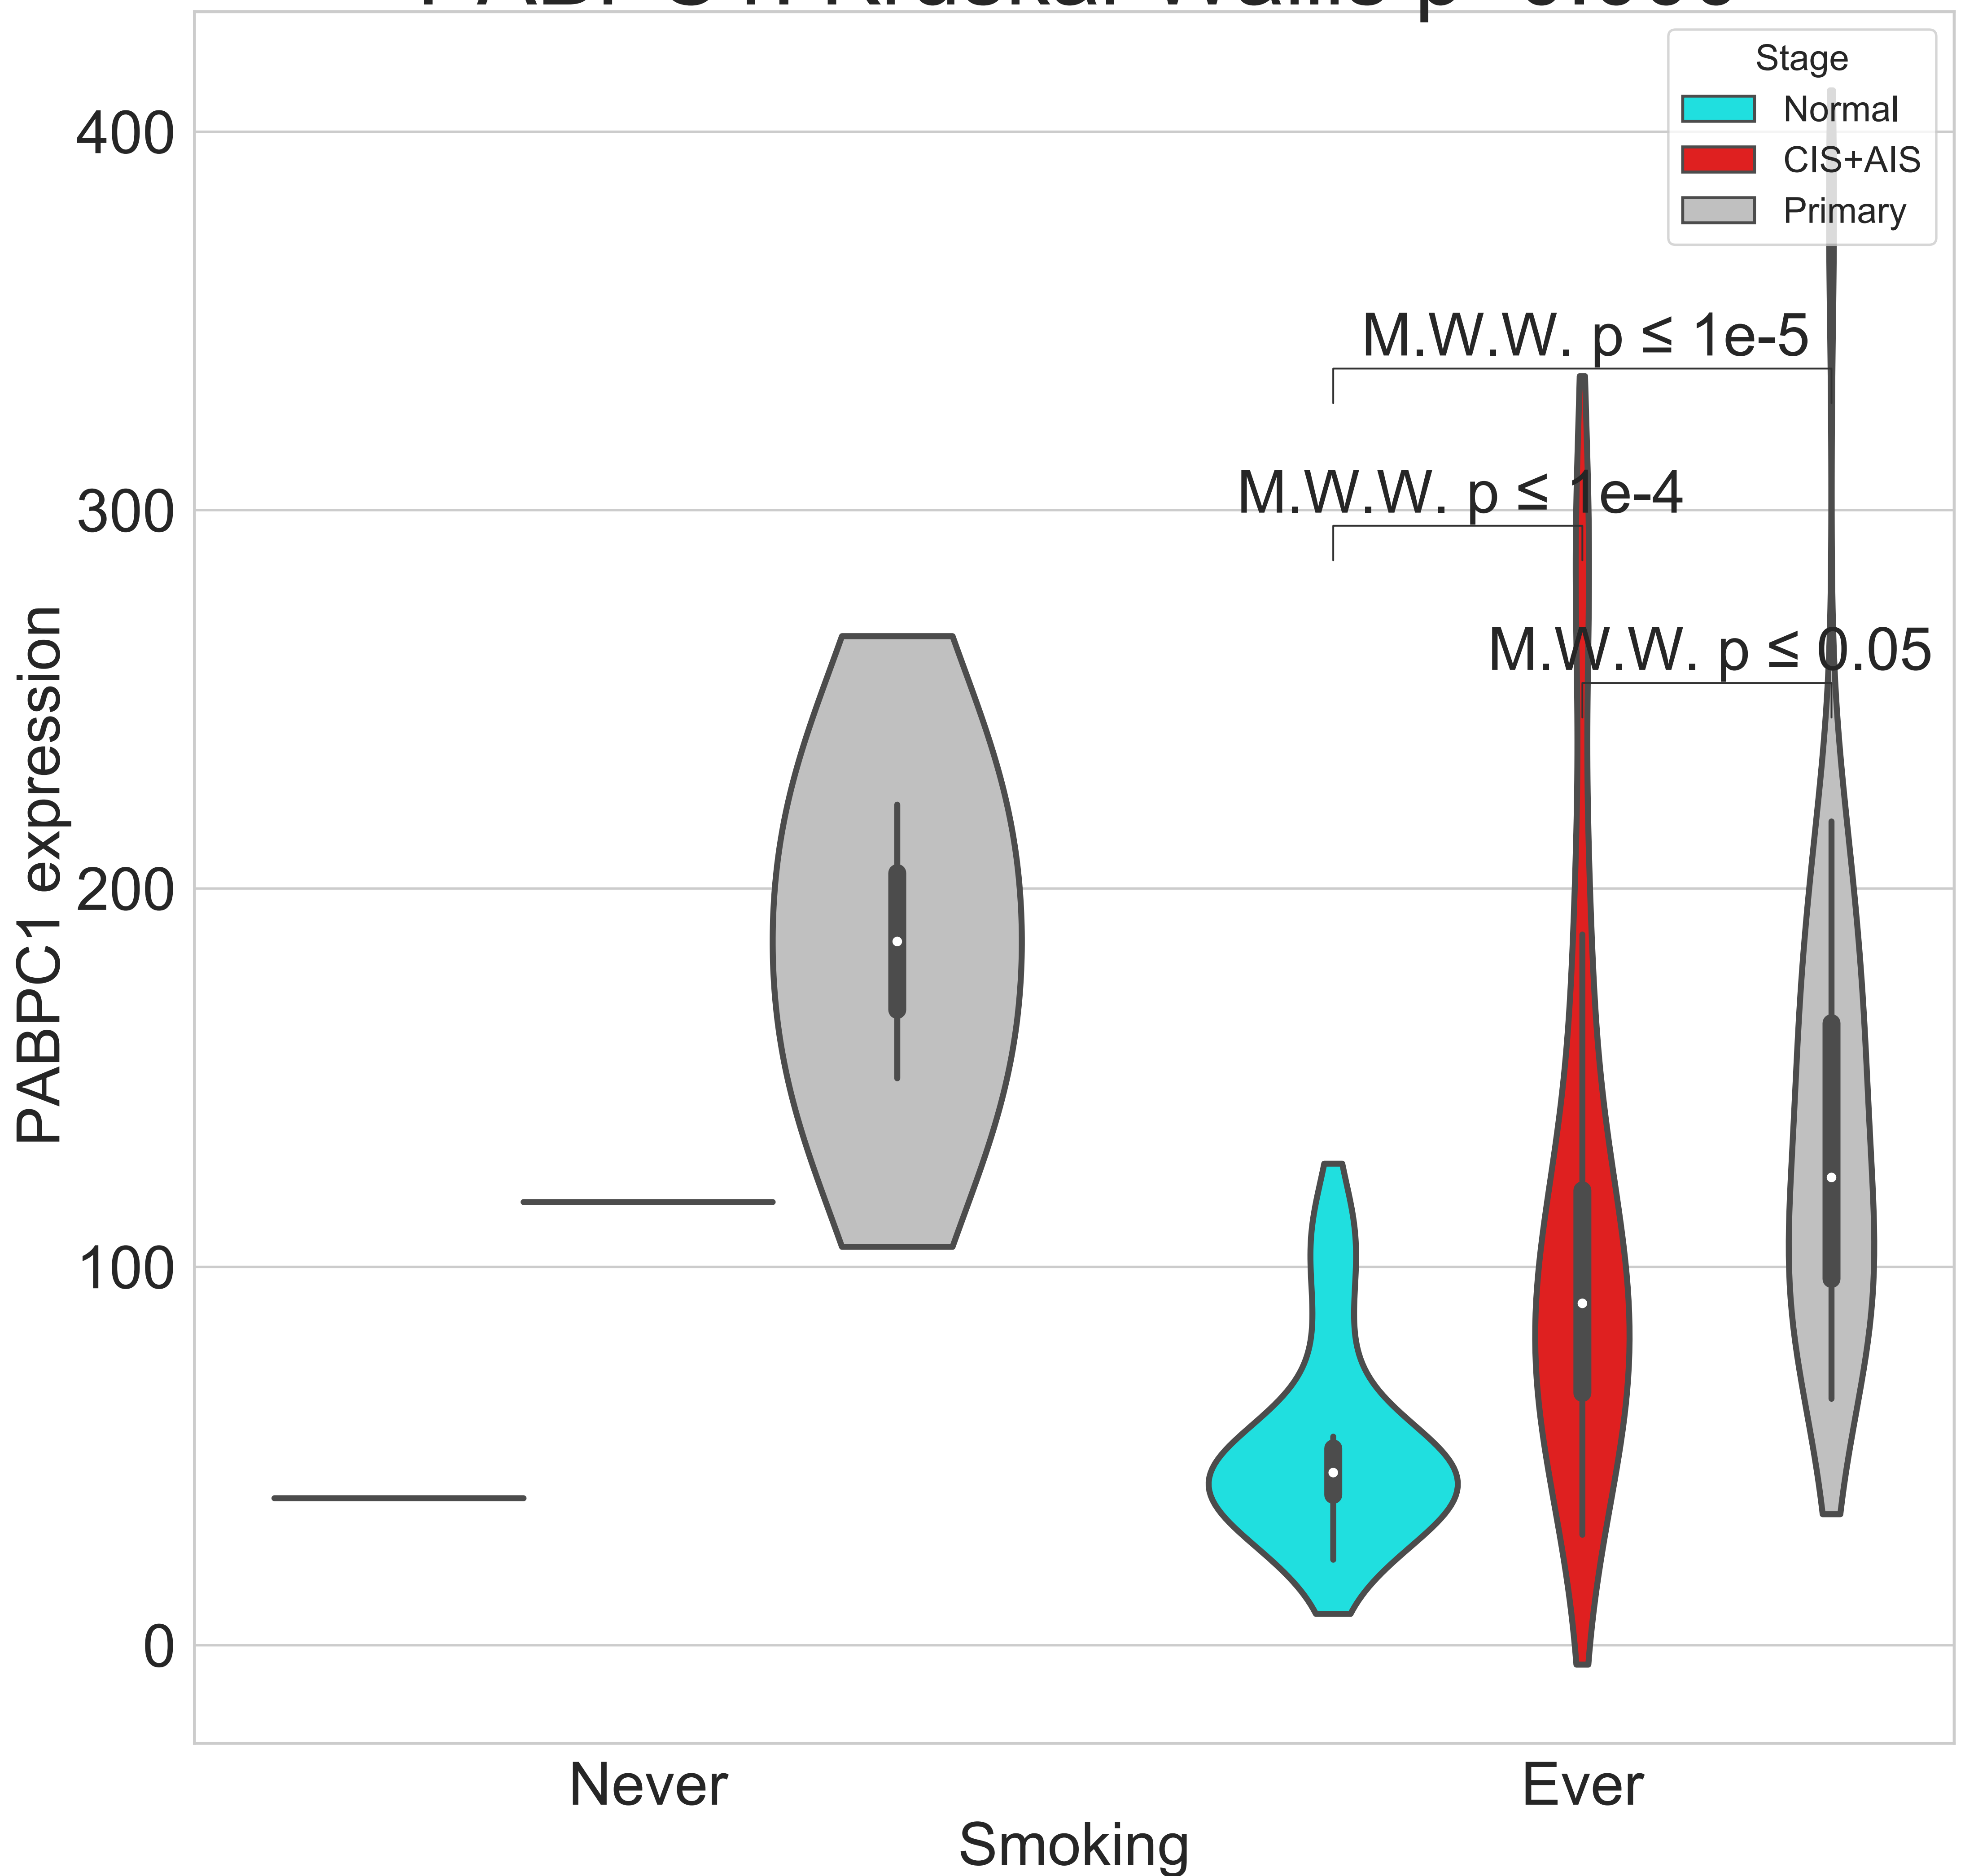 Stage
Normal
CIS+AIS
Primary
M.W.W. p ≤ 1e-5
M.W.W. p ≤ 1e-4
M.W.W. p ≤ 0.05
PABPC1 expression
400
300
200
100
0
Never
Ever
Smoking